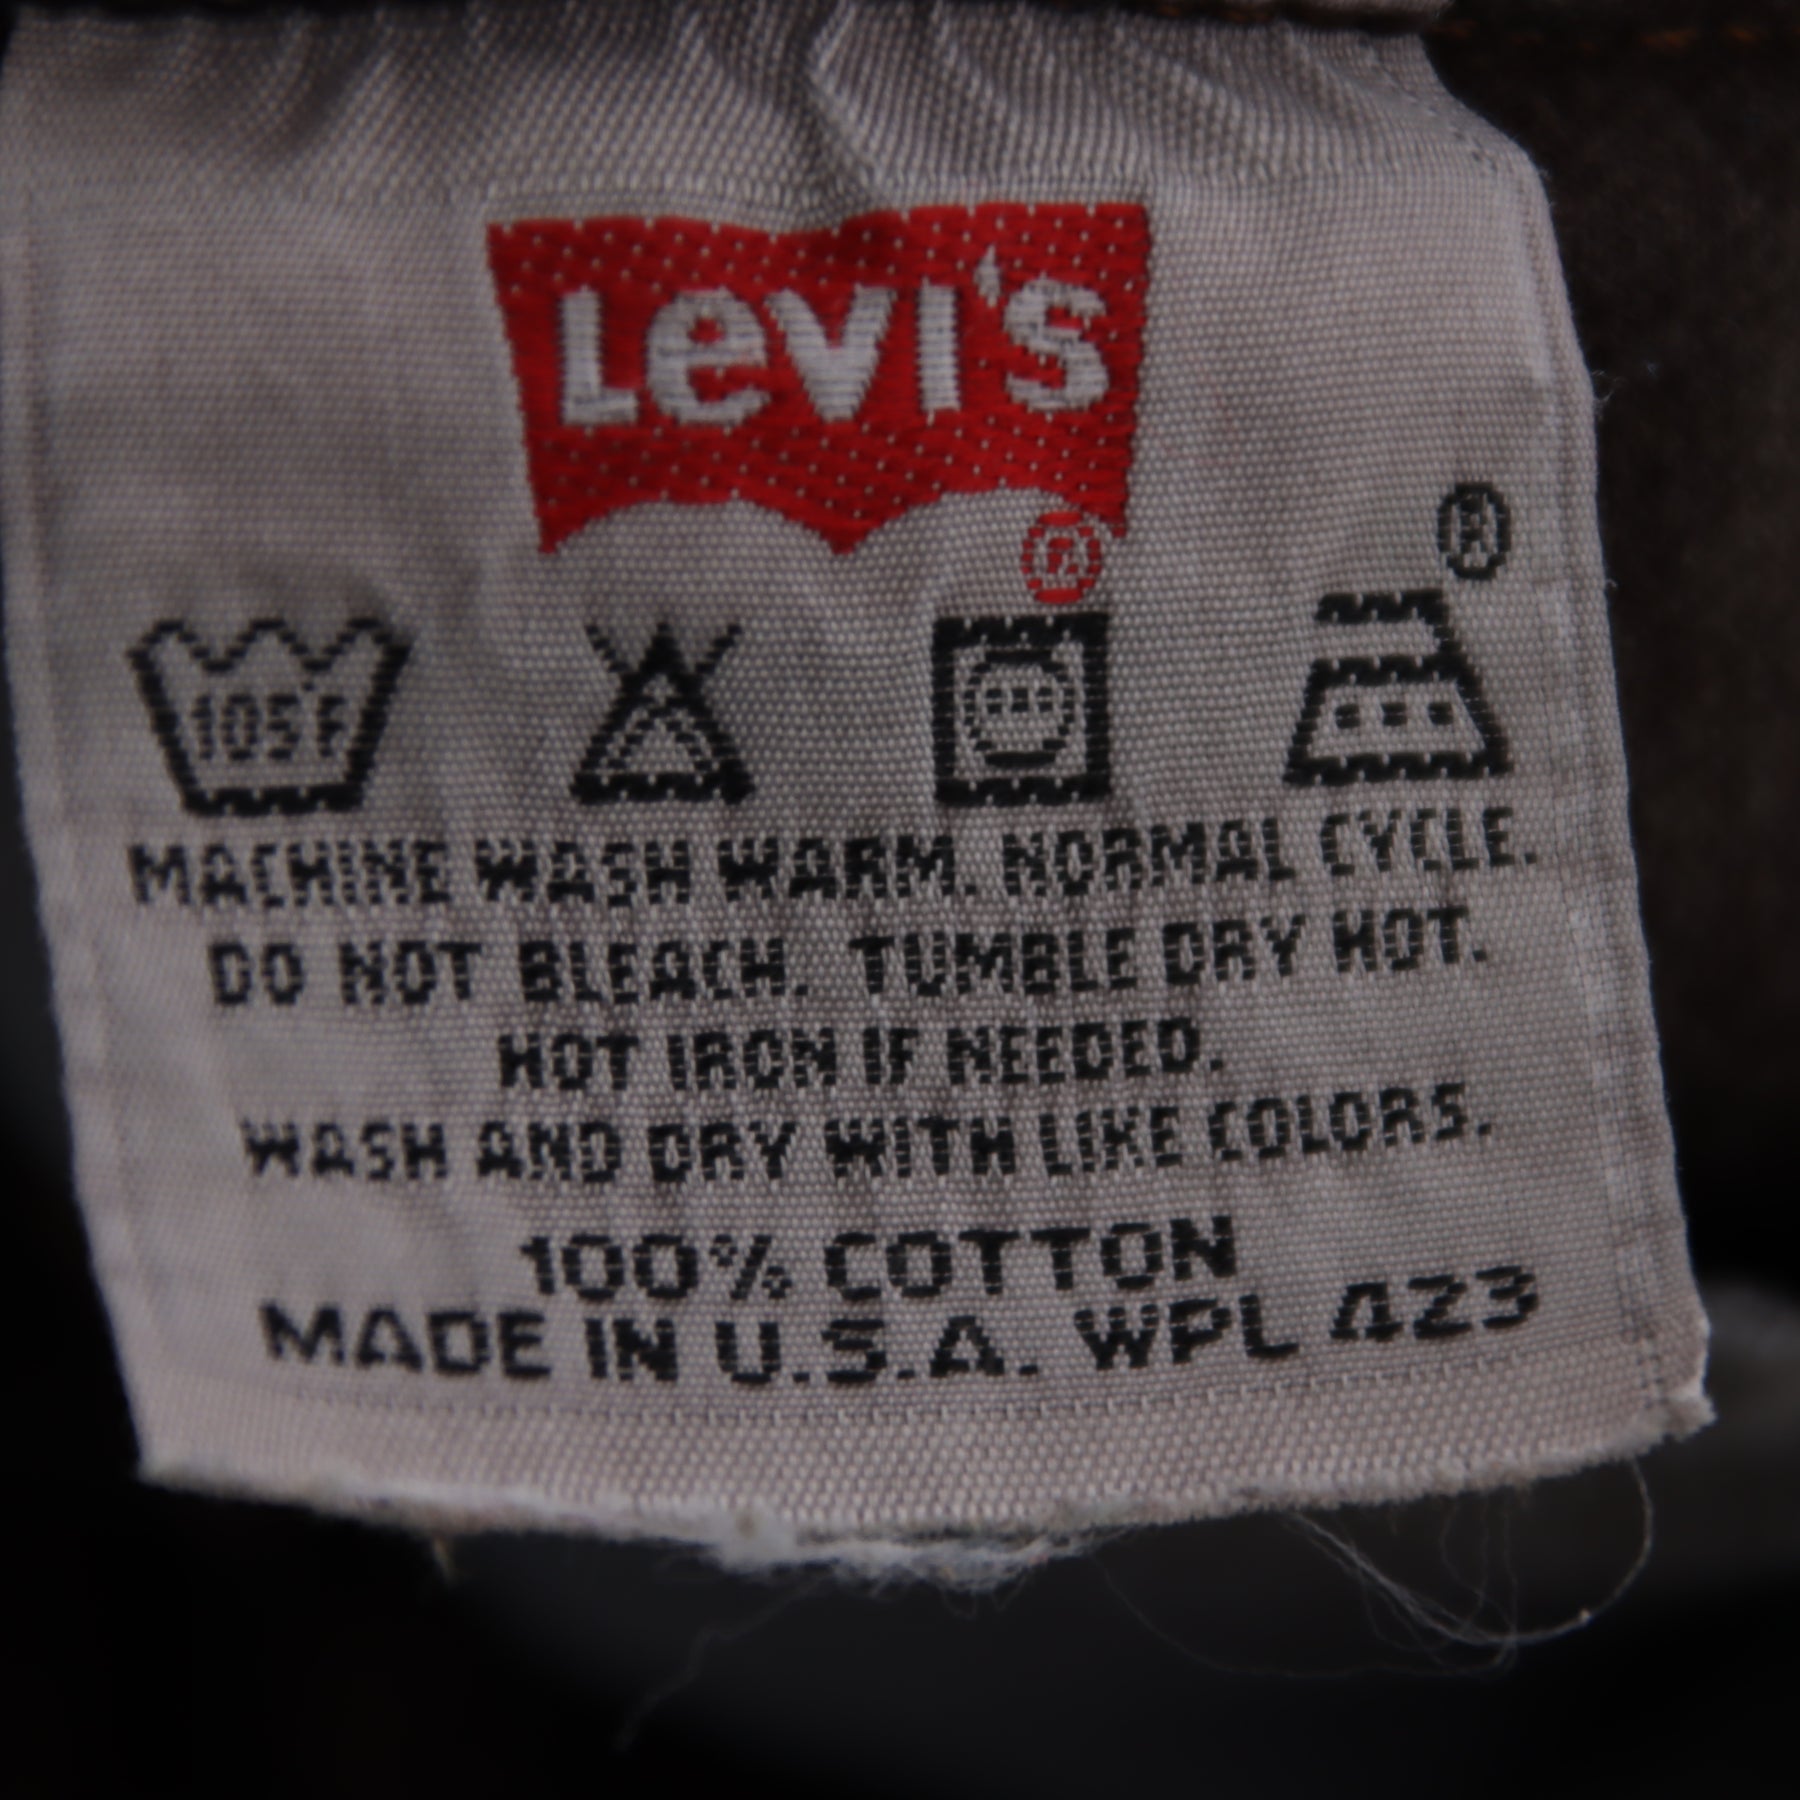 Levi's
®
®
105°F
MACHINE WASH WARM. NORMAL CYCLE.
DO NOT BLEACH. TUMBLE DRY HOT.
HOT IRON IF NEEDED.
WASH AND DRY WITH LIKE COLORS.
100% COTTON
MADE IN U.S.A. WPL 423